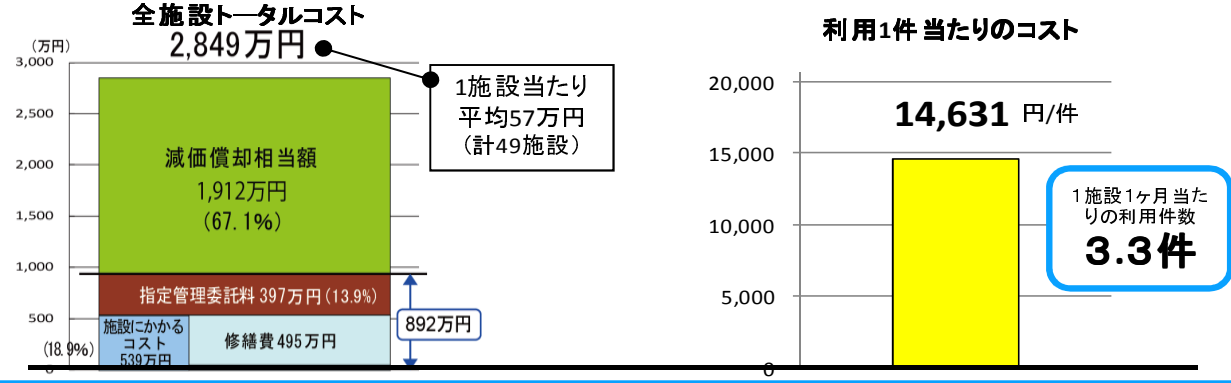 全施設トータルコスト
2,849万円
(万円)
3,000
2,500
2,000
1,500
1,000
500
0
1施設当たり
平均57万円
(計49施設)
減価償却相当額
1,912万円
(67.1%)
指定管理委託料 397万円(13.9%)
施設にかかる
コスト
539万円
(18.9%)
修繕費495万円
892万円
利用1件当たりのコスト
20,000
15,000
10,000
5,000
0
14,631 円/件
1施設1ヶ月当た
りの利用件数
3.3件